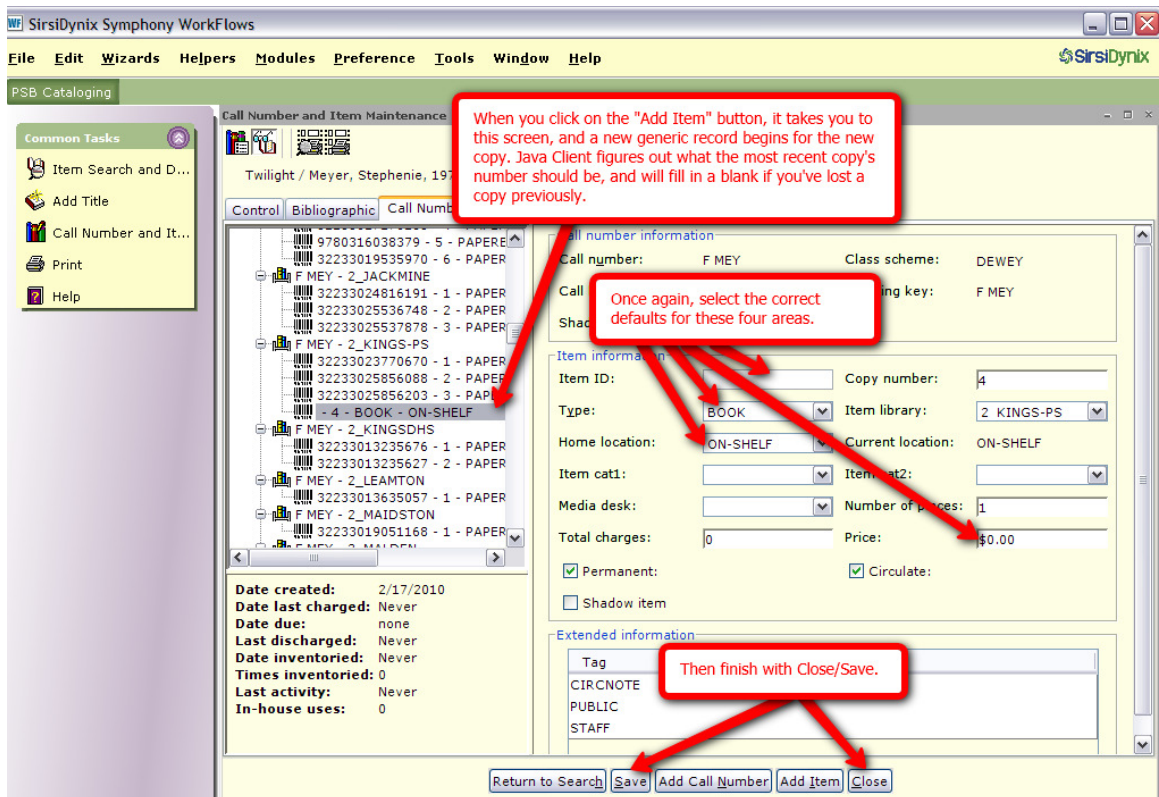 WF SirsiDynix Symphony WorkFlows
File Edit Wizards Helpers Modules Preference Tools Window Help
SirsiDynix
PSB Cataloging
Common Tasks
Item Search and D...
Add Title
Call Number and It...
Print
Help
Call Number and Item Maintenance
Twilight / Meyer, Stephenie, 197
Control Bibliographic Call Numb
When you click on the "Add Item" button, it takes you to
this screen, and a new generic record begins for the new
copy. Java Client figures out what the most recent copy's
number should be, and will fill in a blank if you've lost a
copy previously.
9780316038379 - 5 - PAPERE
32233019535970 - 6 - PAPER
F MEY - 2_JACKMINE
32233024816191 - 1 - PAPER
32233025536748 - 2 - PAPER
32233025537878 - 3 - PAPER
F MEY - 2_KINGS-PS
32233023770670 - 1 - PAPER
32233025856088 - 2 - PAPER
32233025856203 - 3 - PAPER
- 4 - BOOK - ON-SHELF
F MEY - 2_KINGSDHS
32233013235676 - 1 - PAPER
32233013235627 - 2 - PAPER
F MEY - 2_LEAMTON
32233013635057 - 1 - PAPER
F MEY - 2_MAIDSTON
32233019051168 - 1 - PAPER
F MEY - 2_MALDEN
Date created: 2/17/2010
Date last charged: Never
Date due: none
Last discharged: Never
Date inventoried: Never
Times inventoried: 0
Last activity: Never
In-house uses: 0
Call number information
Call number: F MEY Class scheme: DEWEY
Call ing key: F MEY
Shad
Once again, select the correct
defaults for these four areas.
Item information
Item ID: Copy number: 4
Type: BOOK Item library: 2_KINGS-PS
Home location: ON-SHELF Current location: ON-SHELF
Item cat1: Item cat2:
Media desk: Number of pieces: 1
Total charges: 0 Price: $0.00
Permanent: Circulate:
Shadow item
Extended information
Tag
CIRCNOTE
PUBLIC
STAFF
Then finish with Close/Save.
Return to Search Save Add Call Number Add Item Close